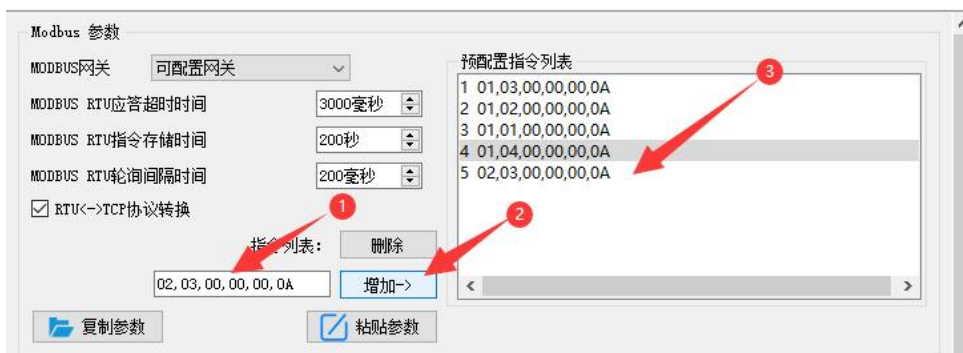 Modbus 参数
MODBUS网关 可配置网关
MODBUS RTU应答超时时间 3000毫秒
MODBUS RTU指令存储时间 200秒
MODBUS RTU轮询间隔时间 200毫秒
RTU<->TCP协议转换
指令列表： 删除
02,03,00,00,00,0A 增加->
复制参数 粘贴参数
预配置指令列表
1 01,03,00,00,00,0A
2 01,02,00,00,00,0A
3 01,01,00,00,00,0A
4 01,04,00,00,00,0A
5 02,03,00,00,00,0A
1
2
3